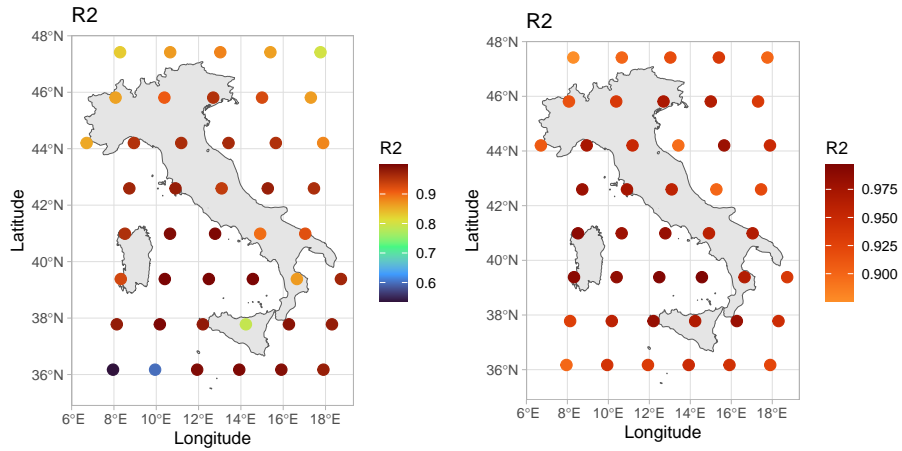 R2
48°N
46°N
44°N
42°N
40°N
38°N
36°N
Latitude
6°E 8°E 10°E 12°E 14°E 16°E 18°E
Longitude
R2
0.9
0.8
0.7
0.6
R2
48°N
46°N
44°N
42°N
40°N
38°N
36°N
Latitude
6°E 8°E 10°E 12°E 14°E 16°E 18°E
Longitude
R2
0.975
0.950
0.925
0.900